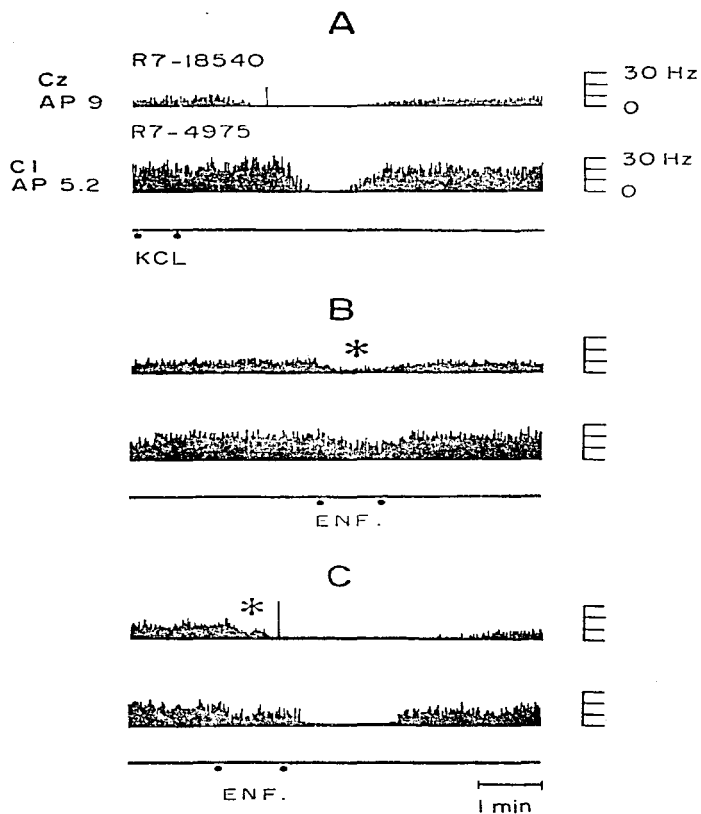 A
R7-18540
Cz
AP 9
30 Hz
0
R7-4975
Cl
AP 5.2
30 Hz
0
KCL
B
*
ENF.
C
*
ENF.
1 min